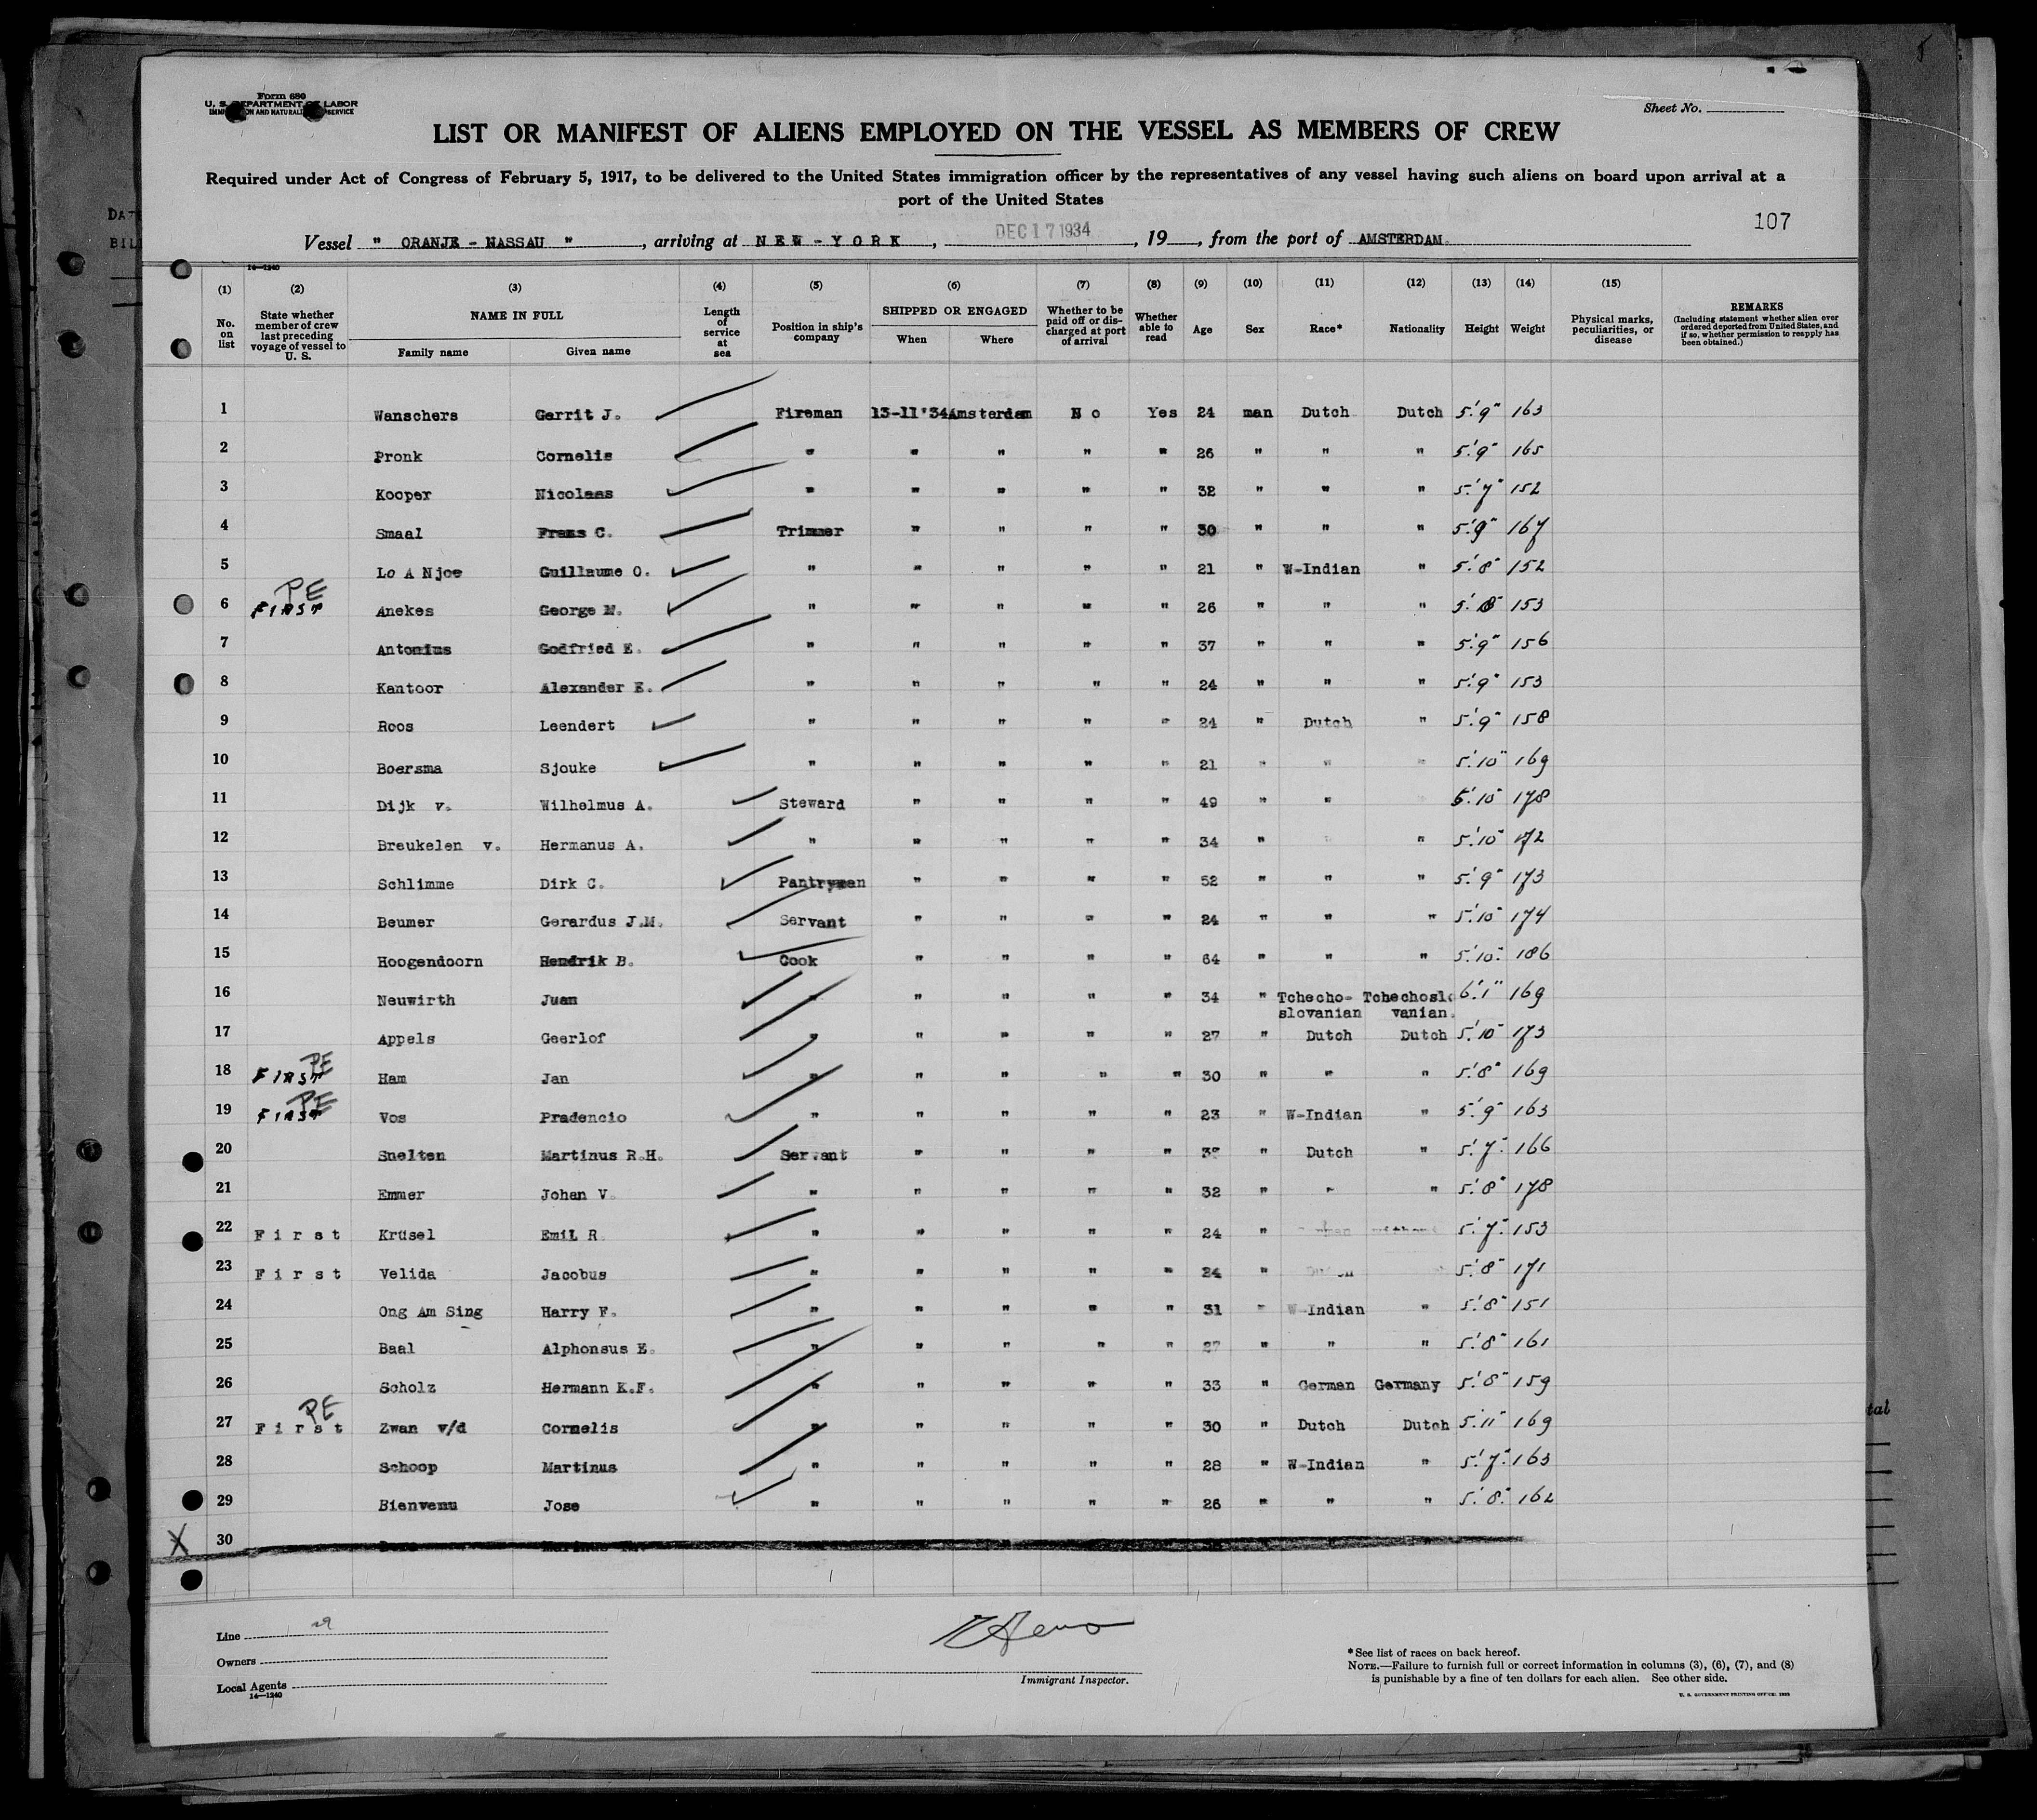 Form 680
U. S. DEPARTMENT OF LABOR
IMMIGRATION AND NATURALIZATION SERVICE
Sheet No.
LIST OR MANIFEST OF ALIENS EMPLOYED ON THE VESSEL AS MEMBERS OF CREW
Required under Act of Congress of February 5, 1917, to be delivered to the United States immigration officer by the representatives of any vessel having such aliens on board upon arrival at a
port of the United States
107
Vessel " ORANJE - NASSAU ", arriving at NEW-YORK, DEC 17 1934, 19, from the port of AMSTERDAM.
14—1240
(1) No. on list (2) State whether member of crew last preceding voyage of vessel to U. S. (3) NAME IN FULL Family name Given name (4) Length of service at sea (5) Position in ship's company (6) SHIPPED OR ENGAGED When Where (7) Whether to be paid off or discharged at port of arrival (8) Whether able to read (9) Age (10) Sex (11) Race* (12) Nationality (13) Height (14) Weight (15) Physical marks, peculiarities, or disease REMARKS (Including statement whether alien ever ordered deported from United States, and if so, whether permission to reapply has been obtained.)
1 Wanschers Gerrit J. Fireman 13-11'34 Amsterdam No Yes 24 man Dutch Dutch 5'.9" 163
2 Pronk Cornelis " " " " " 26 " " " 5'.9" 165
3 Kooper Nicolaas " " " " " 32 " " " 5'.7" 152
4 Smaal Frans C. Trimmer " " " " 30 " " " 5'.9" 167
5 Lo A Njoe Guillaume O. " " " " " 21 " W-Indian " 5'.8" 152
6 PE FIRST Anekes George M. " " " " " 26 " " " 5'.8" 153
7 Antonius Godfried E. " " " " " 37 " " " 5'.9" 156
8 Kantoor Alexander E. " " " " " 24 " " " 5'.9" 153
9 Roos Leendert " " " " " 24 " Dutch " 5'.9" 158
10 Boersma Sjouke " " " " " 21 " " " 5'.10" 169
11 Dijk v. Wilhelmus A. Steward " " " " 49 " " 5'.10" 178
12 Breukelen v. Hermanus A. " " " " " 34 " " " 5'.10" 172
13 Schlimme Dirk C. Pantryman " " " " 52 " " " 5'.9" 173
14 Beumer Gerardus J.M. Servant " " " " 24 " " " 5'.10" 174
15 Hoogendoorn Hendrik B. Cook " " " " 64 " " " 5'.10" 186
16 Neuwirth Juan " " " " " 34 " Tchecho- Tchechoslo 6'.1" 169
slovanian vanian.
17 Appels Geerlof " " " " " 27 " Dutch Dutch 5'.10" 173
18 PE FIRST Ham Jan " " " " " 30 " " " 5'.8" 169
19 PE FIRST Vos Pradencio " " " " " 23 " W-Indian " 5'.9" 163
20 Snelten Martinus R.H. Servant " " " " " Dutch " 5'.7" 166
21 Emmer Johan V. " " " " " 32 " " " 5'.8" 178
22 First Krüsel Emil R. " " " " " 24 " without 5'.7" 153
23 First Velida Jacobus " " " " " 24 " Dutch " 5'.8" 171
24 Ong Am Sing Harry F. " " " " " 31 " W-Indian " 5'.8" 151
25 Baal Alphonsus E. " " " " " 27 " " " 5'.8" 161
26 Scholz Hermann K.F. " " " " " 33 " German Germany 5'.8" 159
27 PE First Zwan v/d Cornelis " " " " " 30 " Dutch Dutch 5'.11" 169
28 Schoop Martinus " " " " " 28 " W-Indian " 5'.7" 163
29 Bienvenu Jose " " " " " 26 " " " 5'.8" 162
X 30
Line
Owners
Local Agents
14—1240
Immigrant Inspector.
*See list of races on back hereof.
NOTE.—Failure to furnish full or correct information in columns (3), (6), (7), and (8)
is punishable by a fine of ten dollars for each alien. See other side.
U. S. GOVERNMENT PRINTING OFFICE: 1933